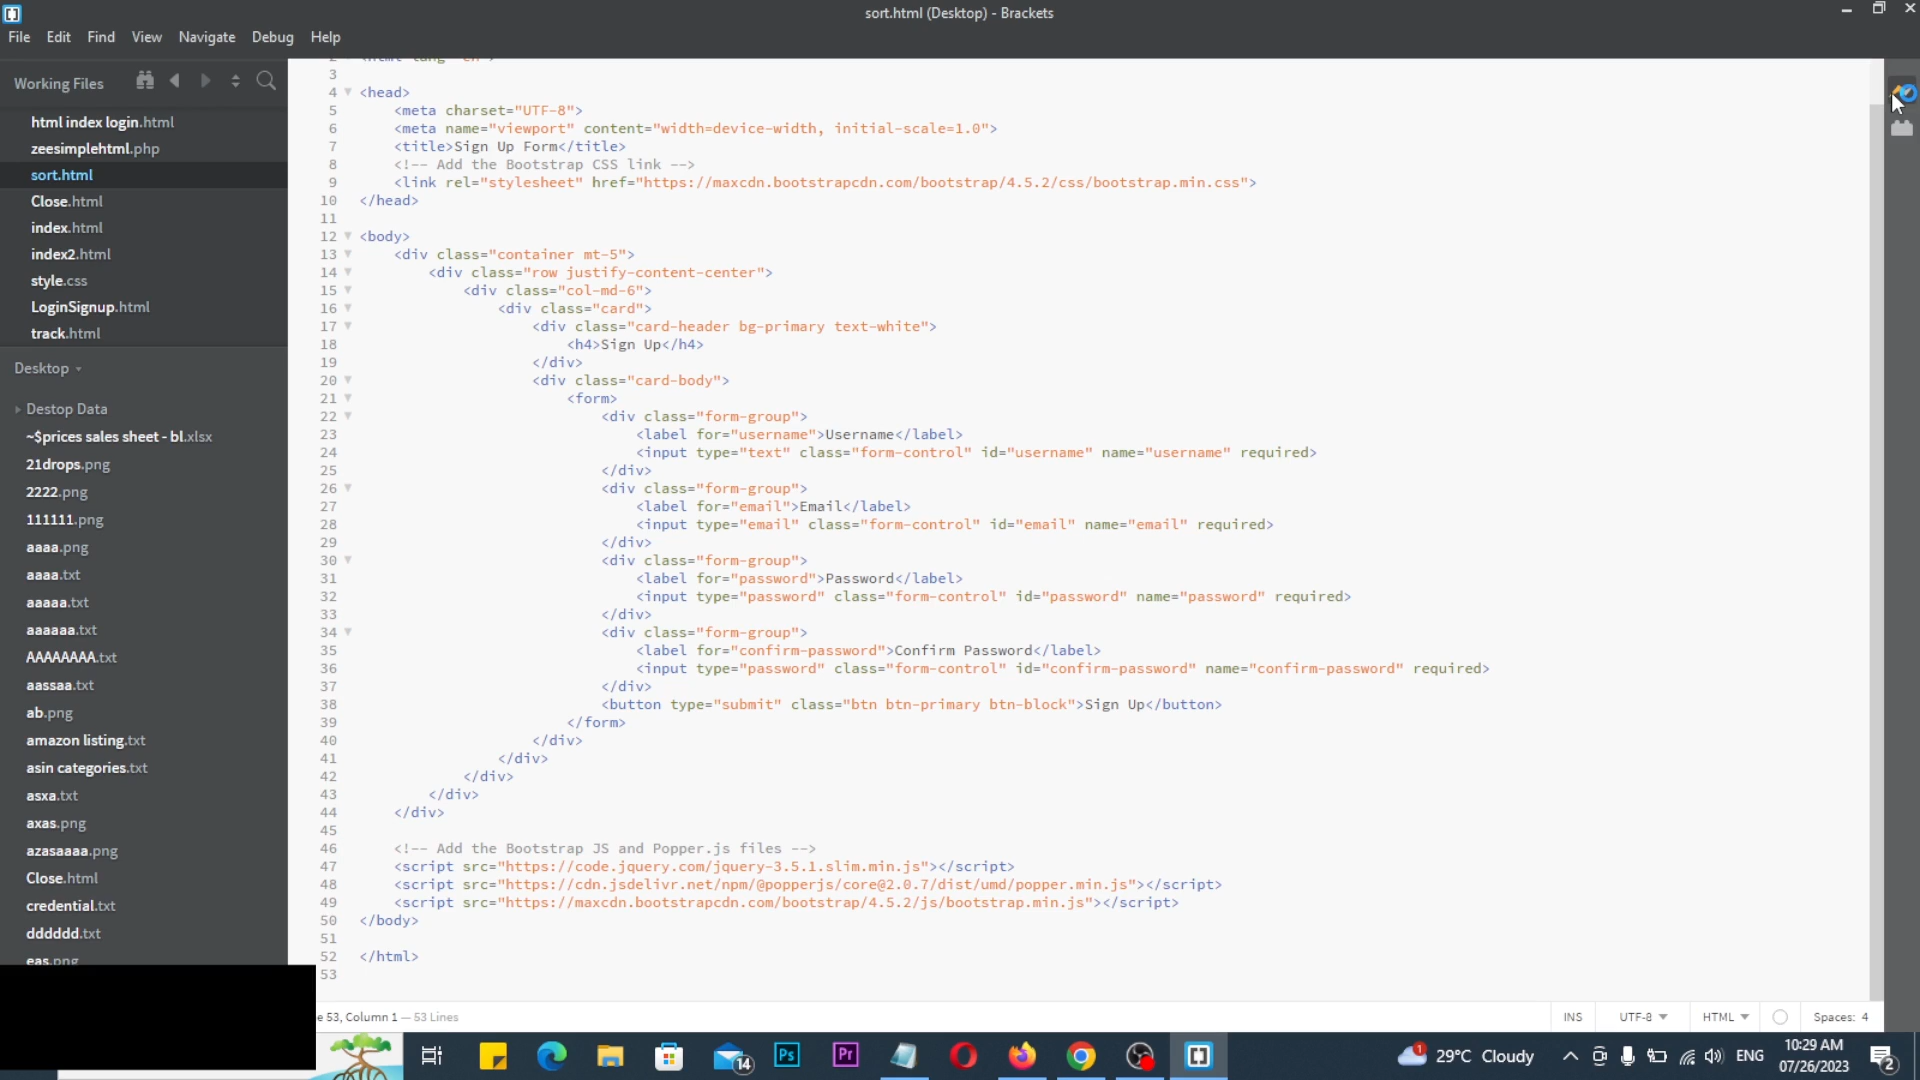 sort.html (Desktop) - Brackets
File Edit Find View Navigate Debug Help
Working Files
html index login.html
zeesimplehtml.php
sort.html
Close.html
index.html
index2.html
style.css
LoginSignup.html
track.html
Desktop
Destop Data
~$prices sales sheet - bl.xlsx
21drops.png
2222.png
111111.png
aaaa.png
aaaa.txt
aaaaa.txt
aaaaaa.txt
AAAAAAAA.txt
aassaa.txt
ab.png
amazon listing.txt
asin categories.txt
asxa.txt
axas.png
azasaaaa.png
Close.html
credential.txt
dddddd.txt
eas.png
3
4 <head>
5 <meta charset="UTF-8">
6 <meta name="viewport" content="width=device-width, initial-scale=1.0">
7 <title>Sign Up Form</title>
8 <!-- Add the Bootstrap CSS link -->
9 <link rel="stylesheet" href="https://maxcdn.bootstrapcdn.com/bootstrap/4.5.2/css/bootstrap.min.css">
10 </head>
11
12 <body>
13 <div class="container mt-5">
14 <div class="row justify-content-center">
15 <div class="col-md-6">
16 <div class="card">
17 <div class="card-header bg-primary text-white">
18 <h4>Sign Up</h4>
19 </div>
20 <div class="card-body">
21 <form>
22 <div class="form-group">
23 <label for="username">Username</label>
24 <input type="text" class="form-control" id="username" name="username" required>
25 </div>
26 <div class="form-group">
27 <label for="email">Email</label>
28 <input type="email" class="form-control" id="email" name="email" required>
29 </div>
30 <div class="form-group">
31 <label for="password">Password</label>
32 <input type="password" class="form-control" id="password" name="password" required>
33 </div>
34 <div class="form-group">
35 <label for="confirm-password">Confirm Password</label>
36 <input type="password" class="form-control" id="confirm-password" name="confirm-password" required>
37 </div>
38 <button type="submit" class="btn btn-primary btn-block">Sign Up</button>
39 </form>
40 </div>
41 </div>
42 </div>
43 </div>
44 </div>
45
46 <!-- Add the Bootstrap JS and Popper.js files -->
47 <script src="https://code.jquery.com/jquery-3.5.1.slim.min.js"></script>
48 <script src="https://cdn.jsdelivr.net/npm/@popperjs/core@2.0.7/dist/umd/popper.min.js"></script>
49 <script src="https://maxcdn.bootstrapcdn.com/bootstrap/4.5.2/js/bootstrap.min.js"></script>
50 </body>
51
52 </html>
53
e 53, Column 1 — 53 Lines
INS UTF-8 HTML Spaces: 4
14 Ps Pr 1 29°C Cloudy ENG 10:29 AM 2
07/26/2023